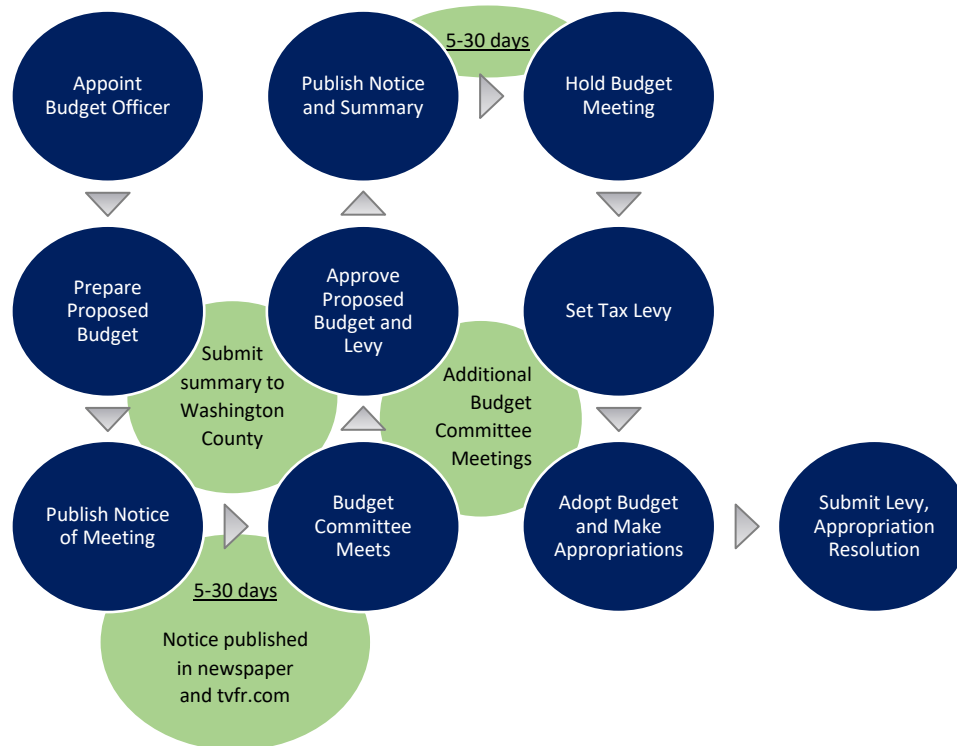 Appoint
Budget Officer
Prepare
Proposed
Budget
Submit
summary to
Washington
County
Publish Notice
of Meeting
5-30 days
Notice published
in newspaper
and tvfr.com
Budget
Committee
Meets
Additional
Budget
Committee
Meetings
Approve
Proposed
Budget and
Levy
Publish Notice
and Summary
5-30 days
Hold Budget
Meeting
Set Tax Levy
Adopt Budget
and Make
Appropriations
Submit Levy,
Appropriation
Resolution